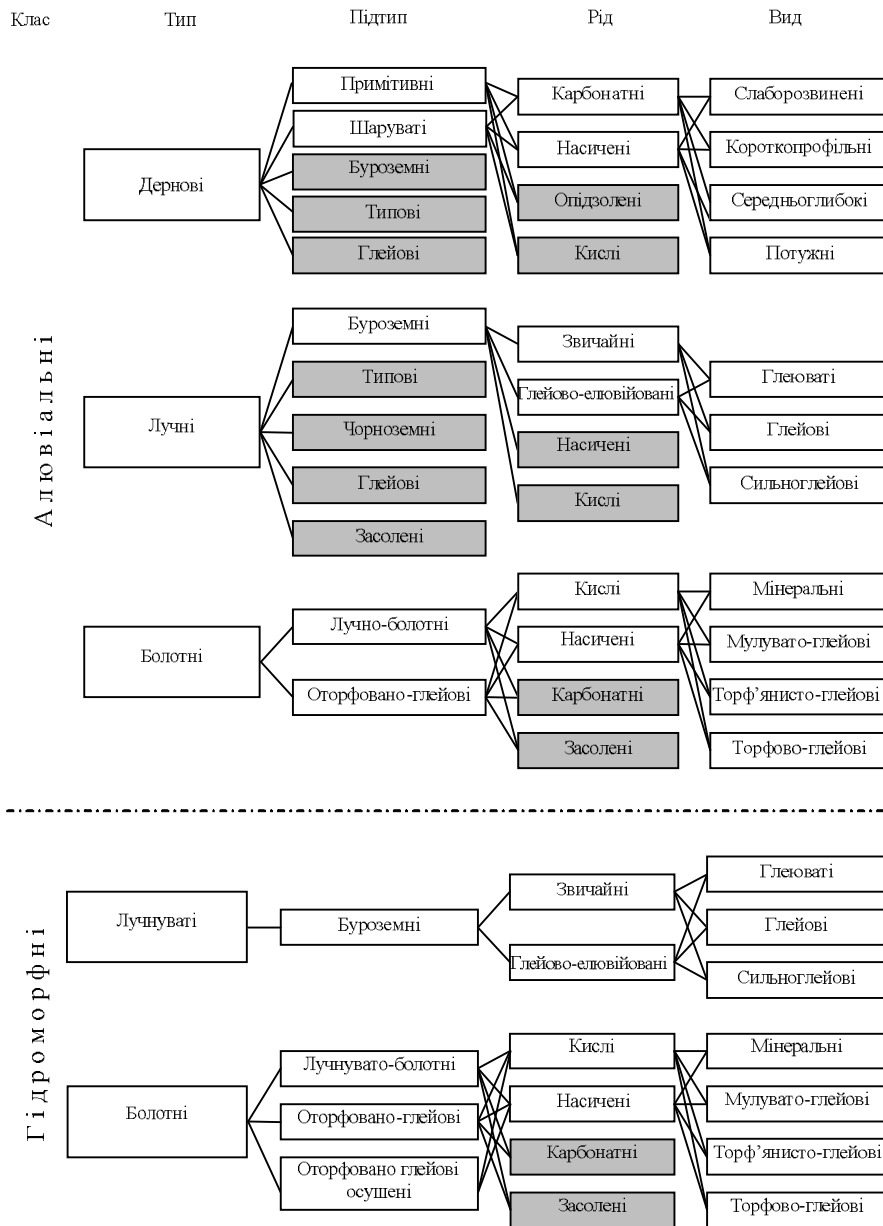 Клас Тип Підтип Рід Вид
Алювіальні
Дернові
Примітивні
Шаруваті
Буроземні
Типові
Глейові
Карбонатні
Насичені
Опідзолені
Кислі
Слаборозвинені
Короткопрофільні
Середньоглибокі
Потужні
Лучні
Буроземні
Типові
Чорноземні
Глейові
Засолені
Звичайні
Глейово-елювійовані
Насичені
Кислі
Глеюваті
Глейові
Сильноглейові
Болотні
Лучно-болотні
Оторфовано-глейові
Кислі
Насичені
Карбонатні
Засолені
Мінеральні
Мулувато-глейові
Торф’янисто-глейові
Торфово-глейові
Гідроморфні
Лучнуваті
Буроземні
Звичайні
Глейово-елювійовані
Глеюваті
Глейові
Сильноглейові
Болотні
Лучнувато-болотні
Оторфовано-глейові
Оторфовано глейові
осушені
Кислі
Насичені
Карбонатні
Засолені
Мінеральні
Мулувато-глейові
Торф’янисто-глейові
Торфово-глейові